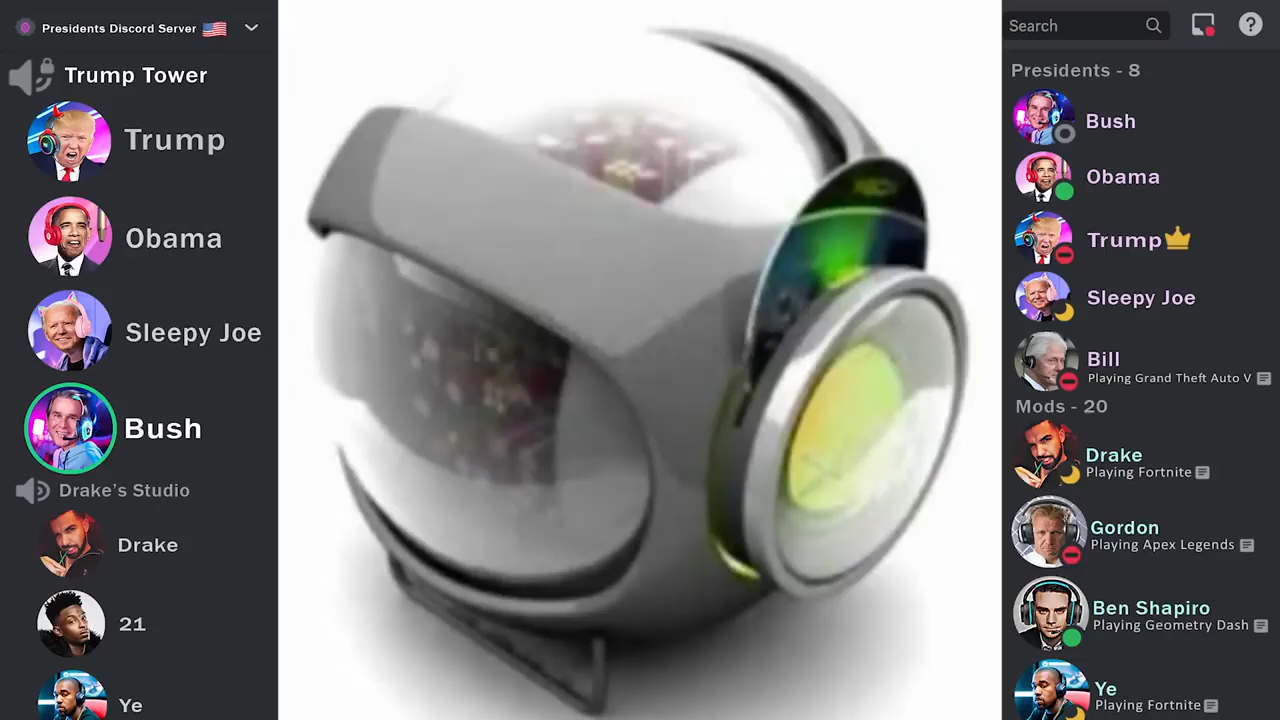 Presidents Discord Server
Trump Tower
Trump
Obama
Sleepy Joe
Bush
Drake's Studio
Drake
21
Ye
Search
?
Presidents - 8
Bush
Obama
Trump
Sleepy Joe
Bill
Playing Grand Theft Auto V
Mods - 20
Drake
Playing Fortnite
Gordon
Playing Apex Legends
Ben Shapiro
Playing Geometry Dash
Ye
Playing Fortnite